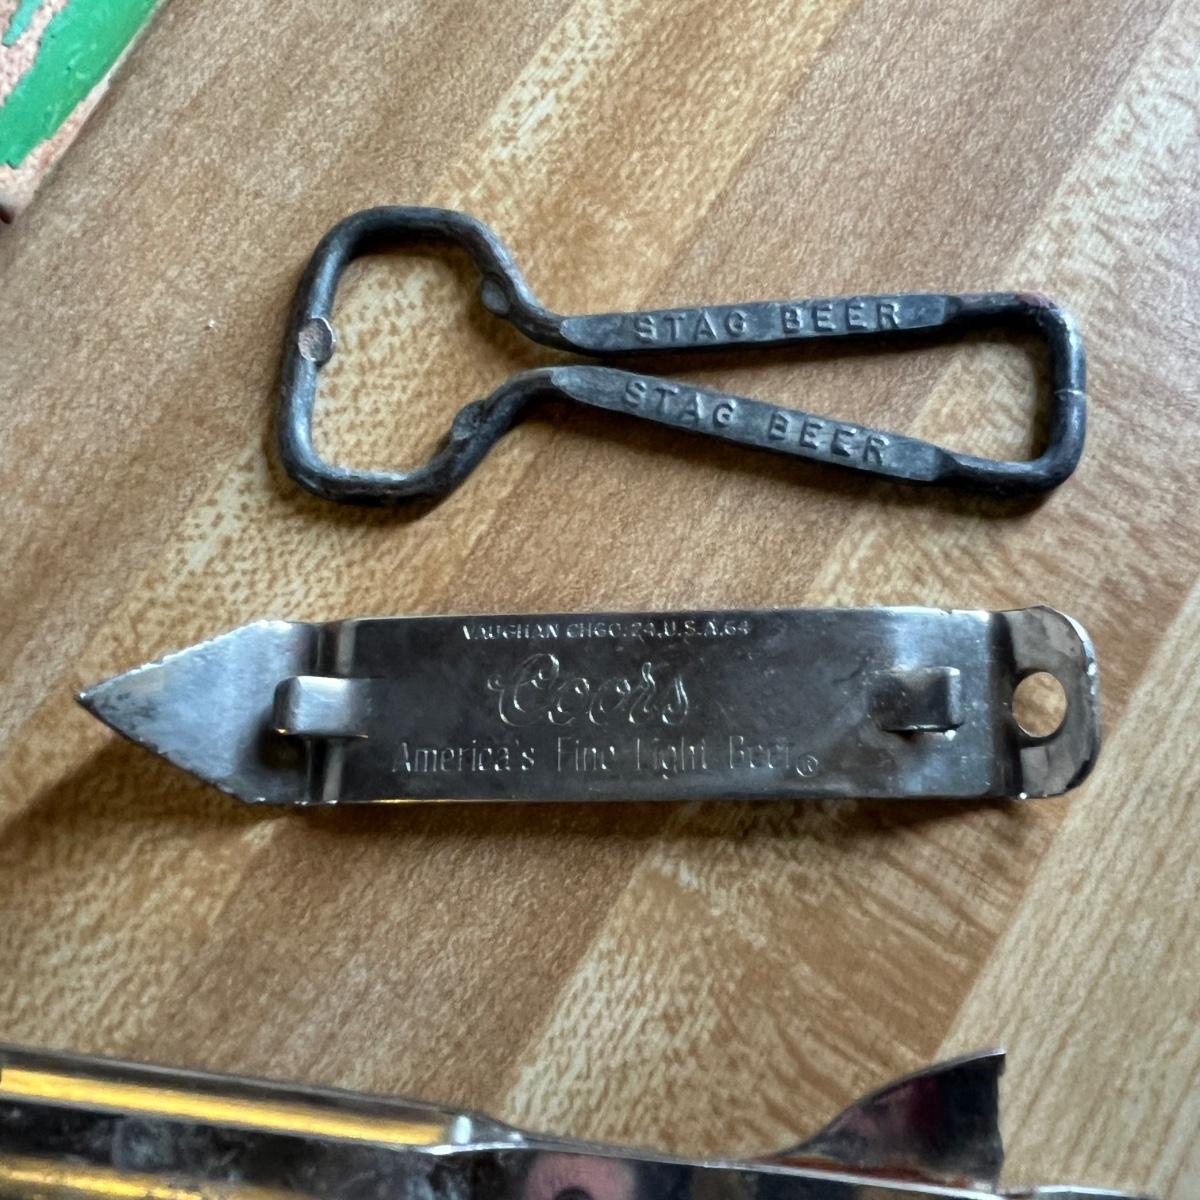 STAG BEER
STAG BEER
VAUGHAN CHGO.24,U.S.A.64
Coors
America's Fine Light Beer®